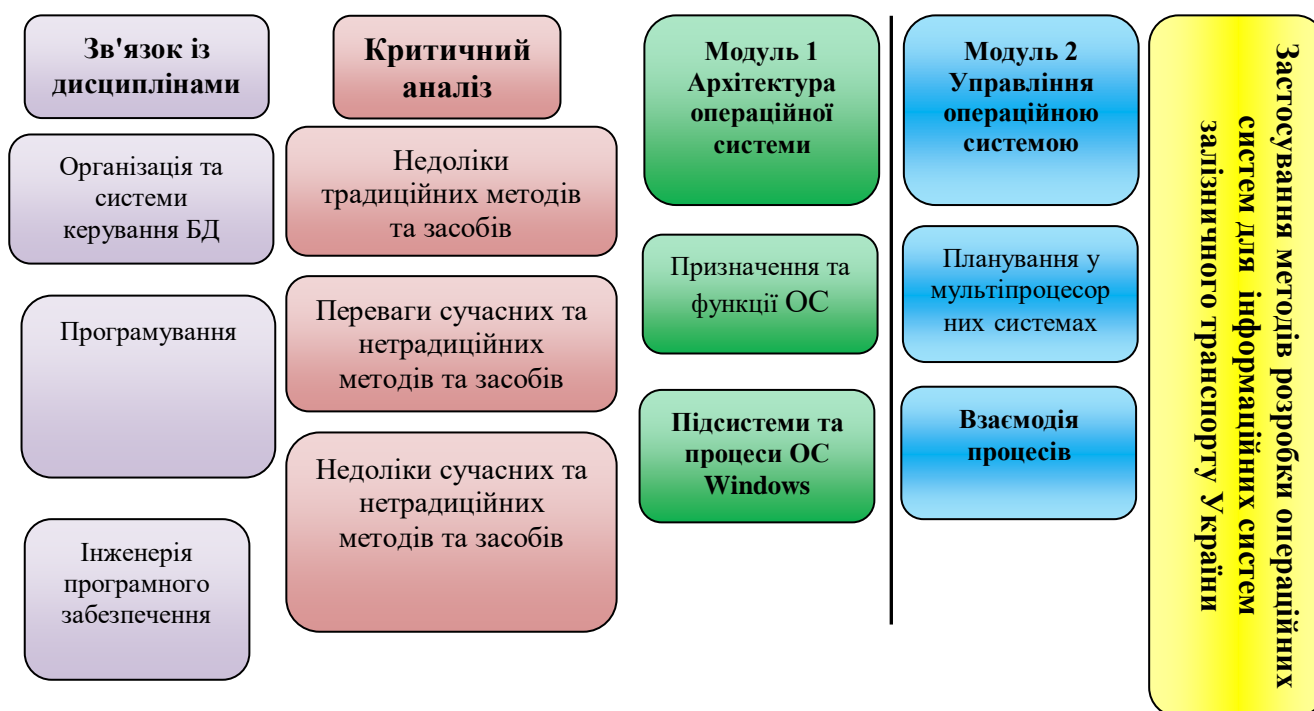 Зв'язок із
дисциплінами
Організація та
системи
керування БД
Програмування
Інженерія
програмного
забезпечення
Критичний
аналіз
Недоліки
традиційних методів
та засобів
Переваги сучасних та
нетрадиційних
методів та засобів
Недоліки сучасних та
нетрадиційних
методів та засобів
Модуль 1
Архітектура
операційної
системи
Призначення та
функції ОС
Підсистеми та
процеси ОС
Windows
Модуль 2
Управління
операційною
системою
Планування у
мультіпроцесор
них системах
Взаємодія
процесів
Застосування методів розробки операційних
систем для інформаційних систем
залізничного транспорту України